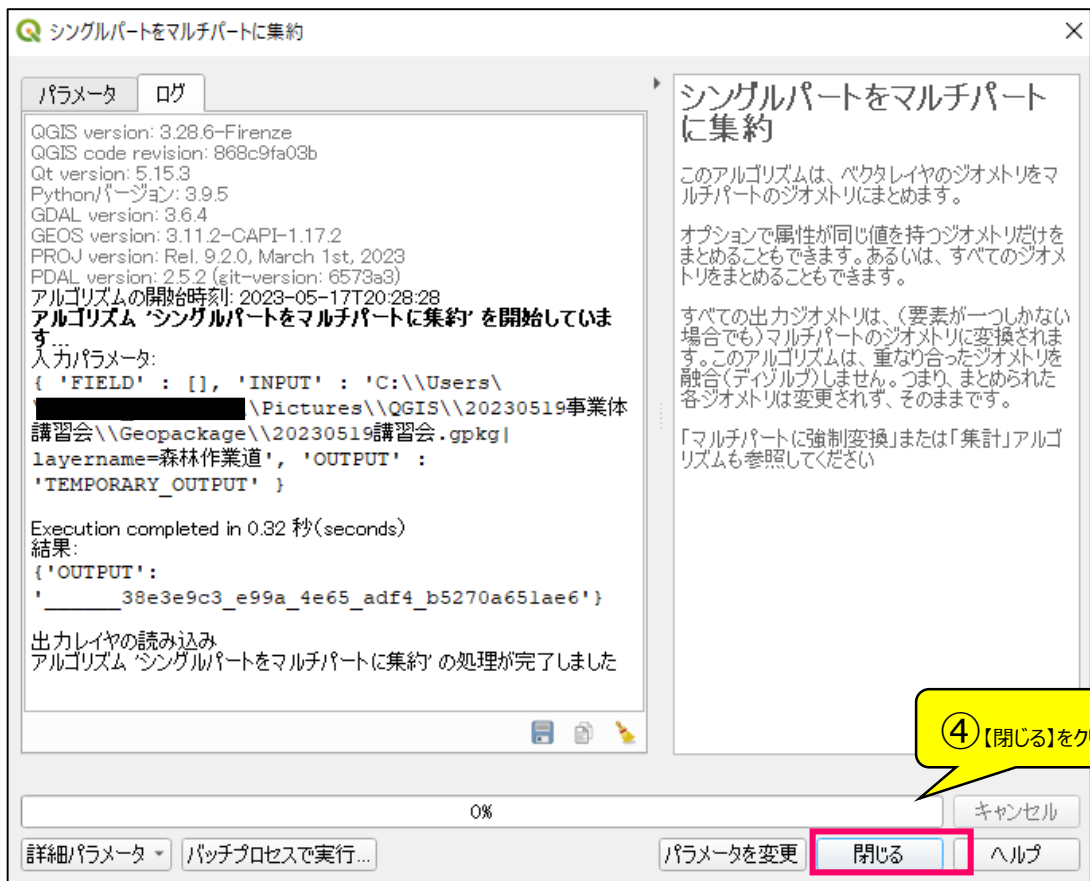 シングルパートをマルチパートに集約
パラメータ
ログ
QGIS version: 3.28.6-Firenze
QGIS code revision: 868c9fa03b
Qt version: 5.15.3
Pythonバージョン: 3.9.5
GDAL version: 3.6.4
GEOS version: 3.11.2-CAPI-1.17.2
PROJ version: Rel. 9.2.0, March 1st, 2023
PDAL version: 2.5.2 (git-version: 6573a3)
アルゴリズムの開始時刻: 2023-05-17T20:28:28
アルゴリズム 'シングルパートをマルチパートに集約' を開始していま
す...
入力パラメータ:
{ 'FIELD' : [], 'INPUT' : 'C:\\Users\
\\Pictures\\QGIS\\20230519事業体
講習会\\Geopackage\\20230519講習会.gpkg|
layername=森林作業道', 'OUTPUT' :
'TEMPORARY_OUTPUT' }
Execution completed in 0.32 秒(seconds)
結果:
{'OUTPUT':
'______38e3e9c3_e99a_4e65_adf4_b5270a651ae6'}
出力レイヤの読み込み
アルゴリズム 'シングルパートをマルチパートに集約' の処理が完了しました
シングルパートをマルチパート
に集約
このアルゴリズムは、ベクタレイヤのジオメトリをマ
ルチパートのジオメトリにまとめます。
オプションで属性が同じ値を持つジオメトリだけを
まとめることもできます。あるいは、すべてのジオメ
トリをまとめることもできます。
すべての出力ジオメトリは、(要素が一つしかない
場合でも)マルチパートのジオメトリに変換されま
す。このアルゴリズムは、重なり合ったジオメトリを
融合(ディゾルブ)しません。つまり、まとめられた
各ジオメトリは変更されず、そのままです。
「マルチパートに強制変換」または「集計」アルゴ
リズムも参照してください
④【閉じる】をク
0%
キャンセル
詳細パラメータ
バッチプロセスで実行...
パラメータを変更
閉じる
ヘルプ